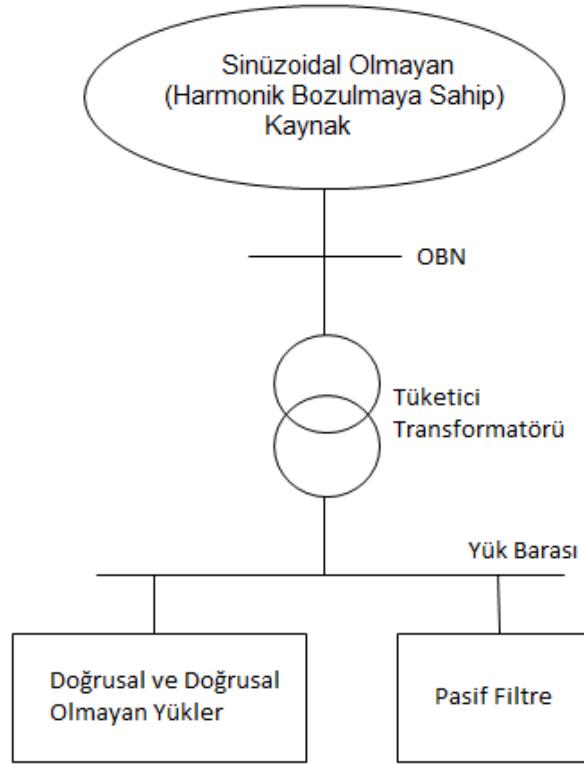 Sinüzoidal Olmayan
(Harmonik Bozulmaya Sahip)
Kaynak
OBN
Tüketici
Transformatörü
Yük Barası
Doğrusal ve Doğrusal
Olmayan Yükler
Pasif Filtre